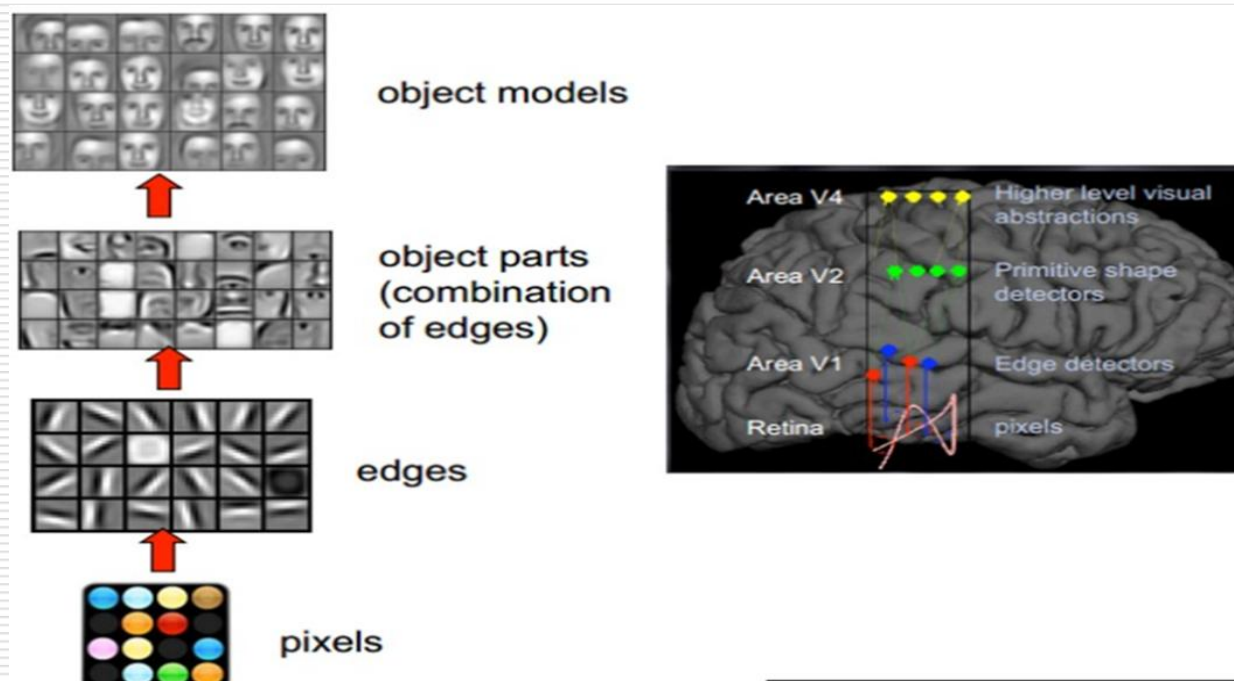 object models
object parts
(combination
of edges)
edges
pixels
Area V4
Higher level visual
abstractions
Area V2
Primitive shape
detectors
Area V1
Edge detectors
Retina
pixels